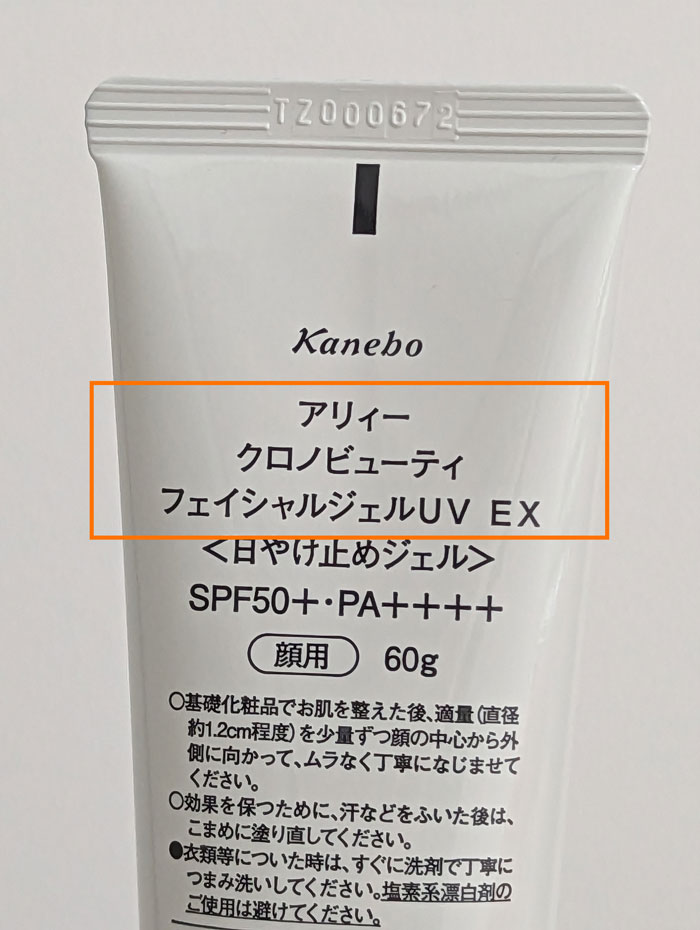 TZ000672
Kanebo
アリィー
クロノビューティ
フェイシャルジェルUV EX
<日やけ止めジェル>
SPF50+・PA++++
顔用 60g
○基礎化粧品でお肌を整えた後、適量(直径
約1.2cm程度)を少量ずつ顔の中心から外
側に向かって、ムラなく丁寧になじませて
ください。
○効果を保つために、汗などをふいた後は、
こまめに塗り直してください。
●衣類等についた時は、すぐに洗剤で丁寧に
つまみ洗いしてください。塩素系漂白剤の
ご使用は避けてください。